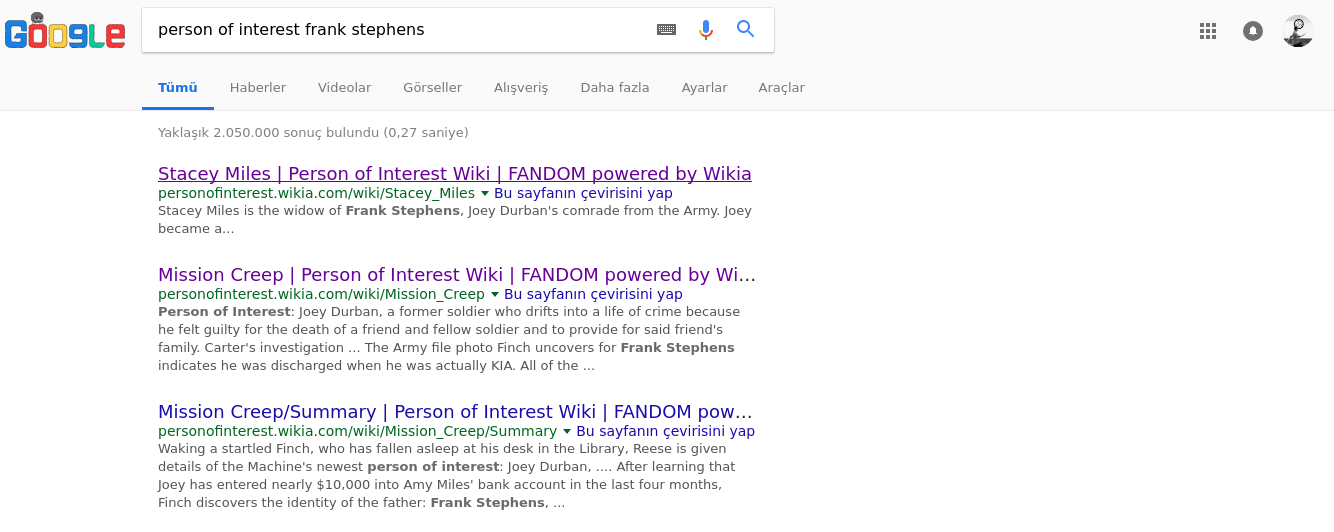 Google
person of interest frank stephens
Tümü Haberler Videolar Görseller Alışveriş Daha fazla Ayarlar Araçlar
Yaklaşık 2.050.000 sonuç bulundu (0,27 saniye)
Stacey Miles | Person of Interest Wiki | FANDOM powered by Wikia
personofinterest.wikia.com/wiki/Stacey_Miles Bu sayfanın çevirisini yap
Stacey Miles is the widow of Frank Stephens, Joey Durban's comrade from the Army. Joey
became a...
Mission Creep | Person of Interest Wiki | FANDOM powered by Wi...
personofinterest.wikia.com/wiki/Mission_Creep Bu sayfanın çevirisini yap
Person of Interest: Joey Durban, a former soldier who drifts into a life of crime because
he felt guilty for the death of a friend and fellow soldier and to provide for said friend's
family. Carter's investigation ... The Army file photo Finch uncovers for Frank Stephens
indicates he was discharged when he was actually KIA. All of the ...
Mission Creep/Summary | Person of Interest Wiki | FANDOM pow...
personofinterest.wikia.com/wiki/Mission_Creep/Summary Bu sayfanın çevirisini yap
Waking a startled Finch, who has fallen asleep at his desk in the Library, Reese is given
details of the Machine's newest person of interest: Joey Durban, .... After learning that
Joey has entered nearly $10,000 into Amy Miles' bank account in the last four months,
Finch discovers the identity of the father: Frank Stephens, ...